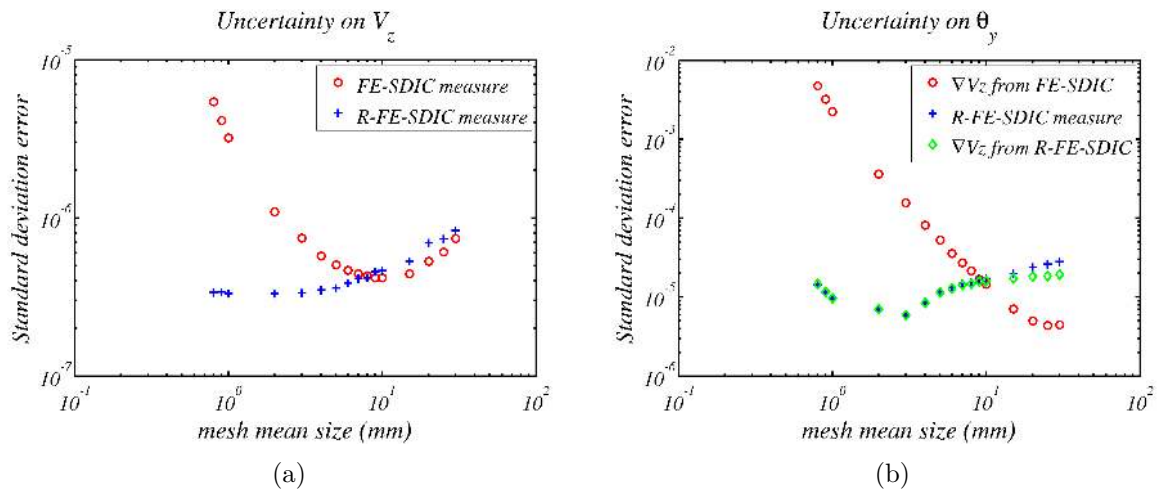 Uncertainty on V_z
10^-5
10^-6
10^-7
Standard deviation error
FE-SDIC measure
R-FE-SDIC measure
10^-1
10^0
10^1
10^2
mesh mean size (mm)
(a)
Uncertainty on θ_y
10^-2
10^-3
10^-4
10^-5
10^-6
Standard deviation error
∇Vz from FE-SDIC
R-FE-SDIC measure
∇Vz from R-FE-SDIC
10^-1
10^0
10^1
10^2
mesh mean size (mm)
(b)